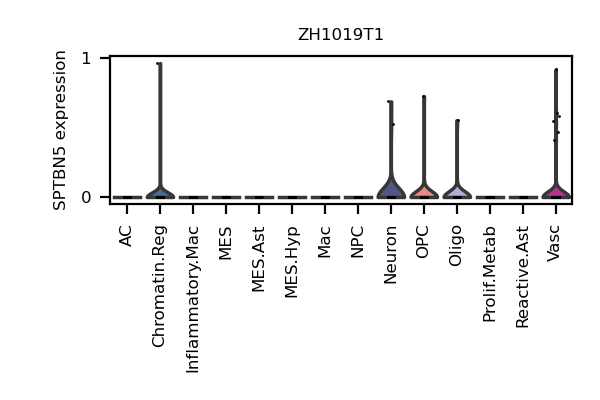 ZH1019T1
SPTBN5 expression
1
0
AC
Chromatin.Reg
Inflammatory.Mac
MES
MES.Ast
MES.Hyp
Mac
NPC
Neuron
OPC
Oligo
Prolif.Metab
Reactive.Ast
Vasc